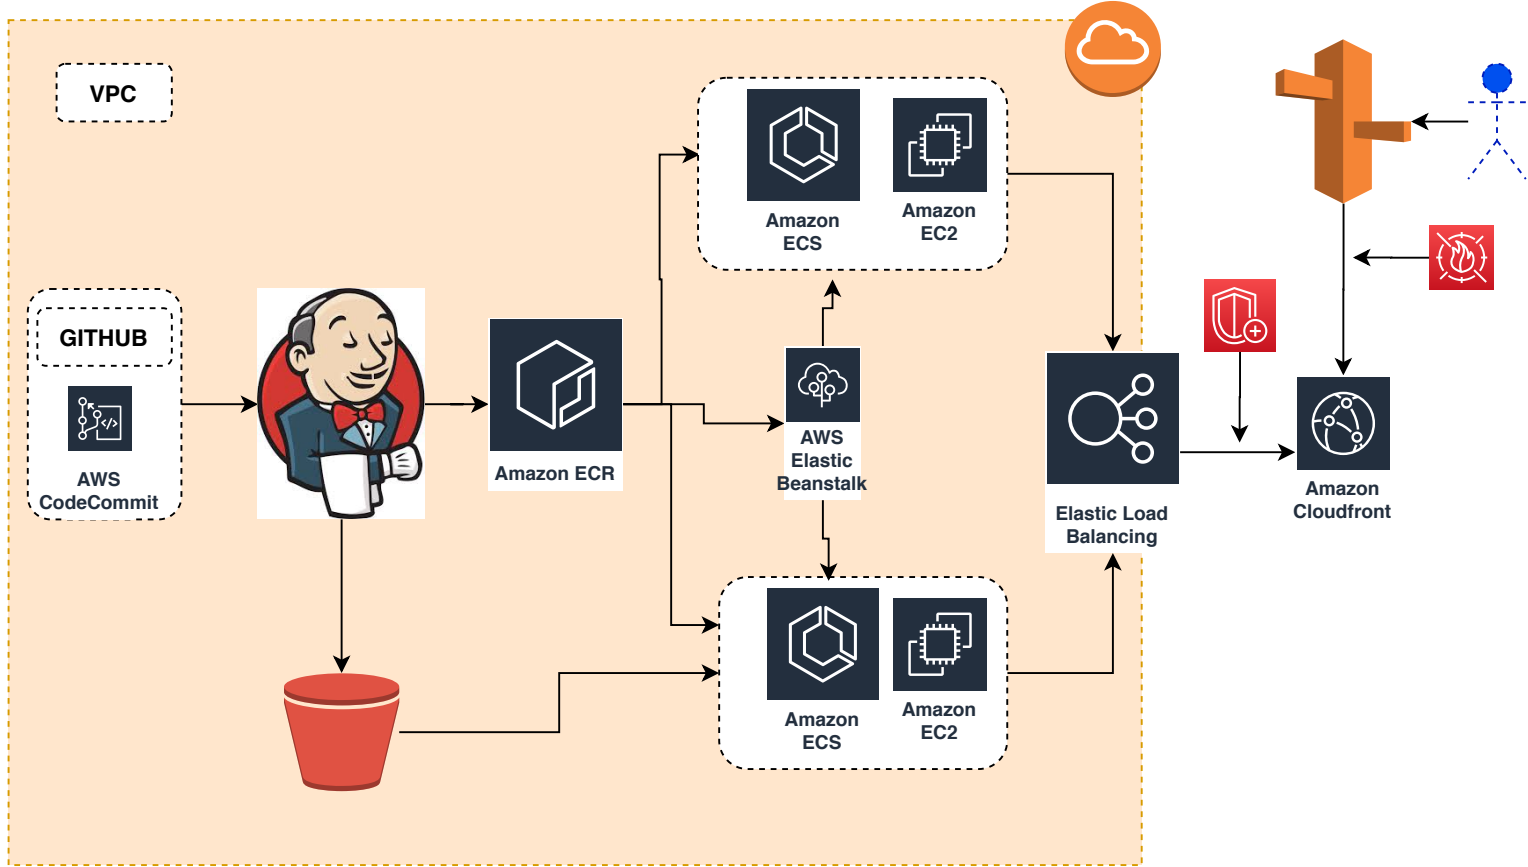 VPC
GITHUB
AWS
CodeCommit
Amazon ECR
Amazon
ECS
Amazon
EC2
AWS
Elastic
Beanstalk
Amazon
ECS
Amazon
EC2
Elastic Load
Balancing
Amazon
Cloudfront